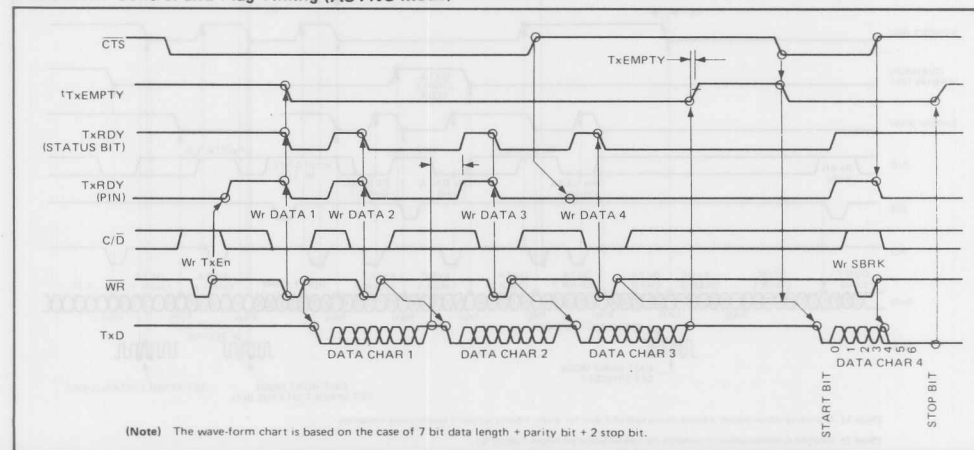 CTS
TxEMPTY
tTxEMPTY
TxRDY
(STATUS BIT)
TxRDY
(PIN)
Wr DATA 1 Wr DATA 2 Wr DATA 3 Wr DATA 4
C/D
Wr TxEn
Wr SBRK
WR
TxD
DATA CHAR 1
DATA CHAR 2
DATA CHAR 3
0 1 2 3 4 5 6
DATA CHAR 4
START BIT
STOP BIT
(Note) The wave-form chart is based on the case of 7 bit data length + parity bit + 2 stop bit.